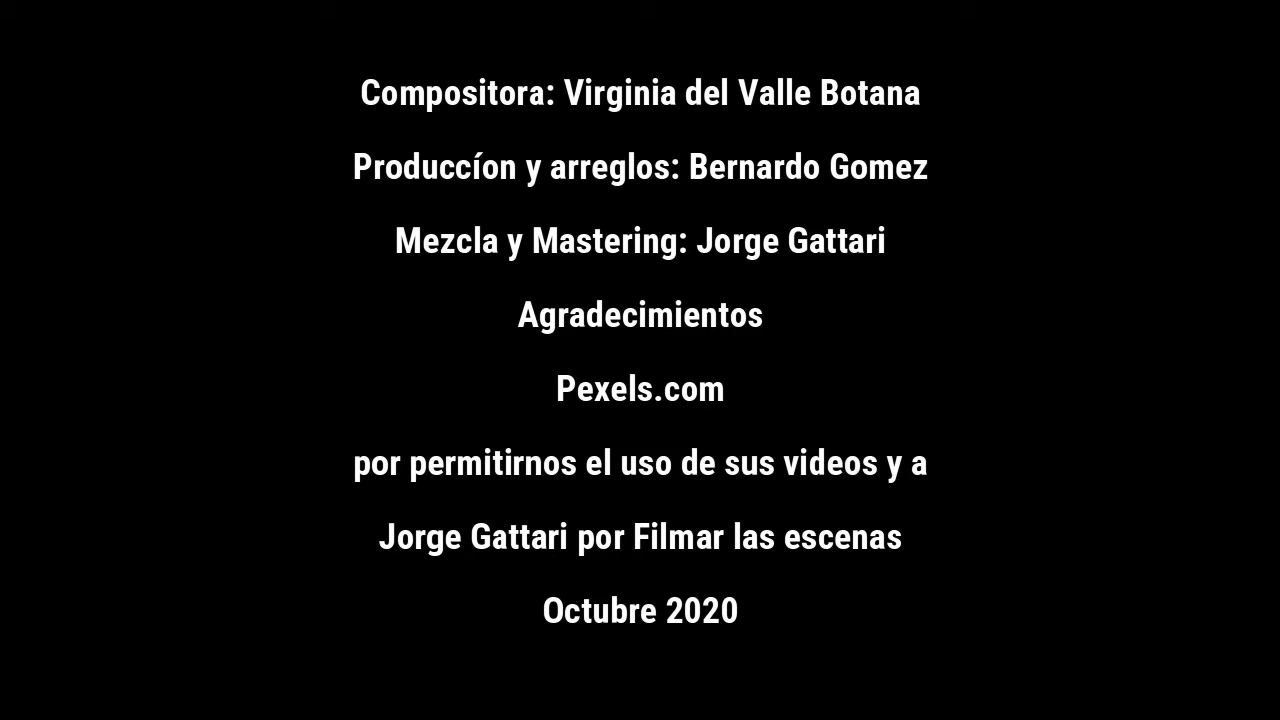 Compositora: Virginia del Valle Botana
Produccíon y arreglos: Bernardo Gomez
Mezcla y Mastering: Jorge Gattari
Agradecimientos
Pexels.com
por permitirnos el uso de sus videos y a
Jorge Gattari por Filmar las escenas
Octubre 2020